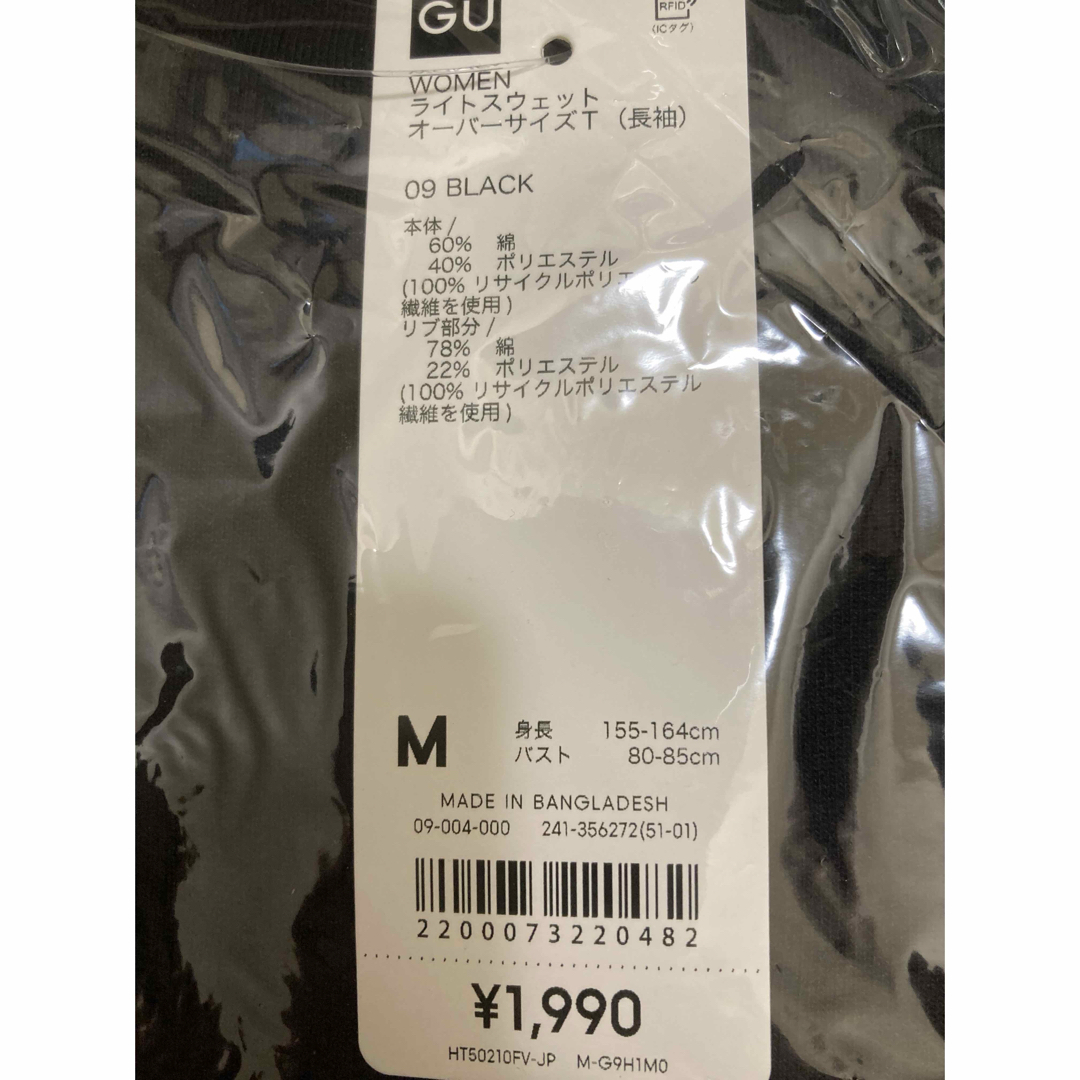 GU
RFID
(ICタグ)
WOMEN
ライトスウェット
オーバーサイズT（長袖）
09 BLACK
本体/
60% 綿
40% ポリエステル
(100% リサイクルポリエステル
繊維を使用)
リブ部分/
78% 綿
22% ポリエステル
(100% リサイクルポリエステル
繊維を使用)
M 身長 155-164cm
バスト 80-85cm
MADE IN BANGLADESH
09-004-000 241-356272(51-01)
2200073220482
¥1,990
HT50210FV-JP M-G9H1M0